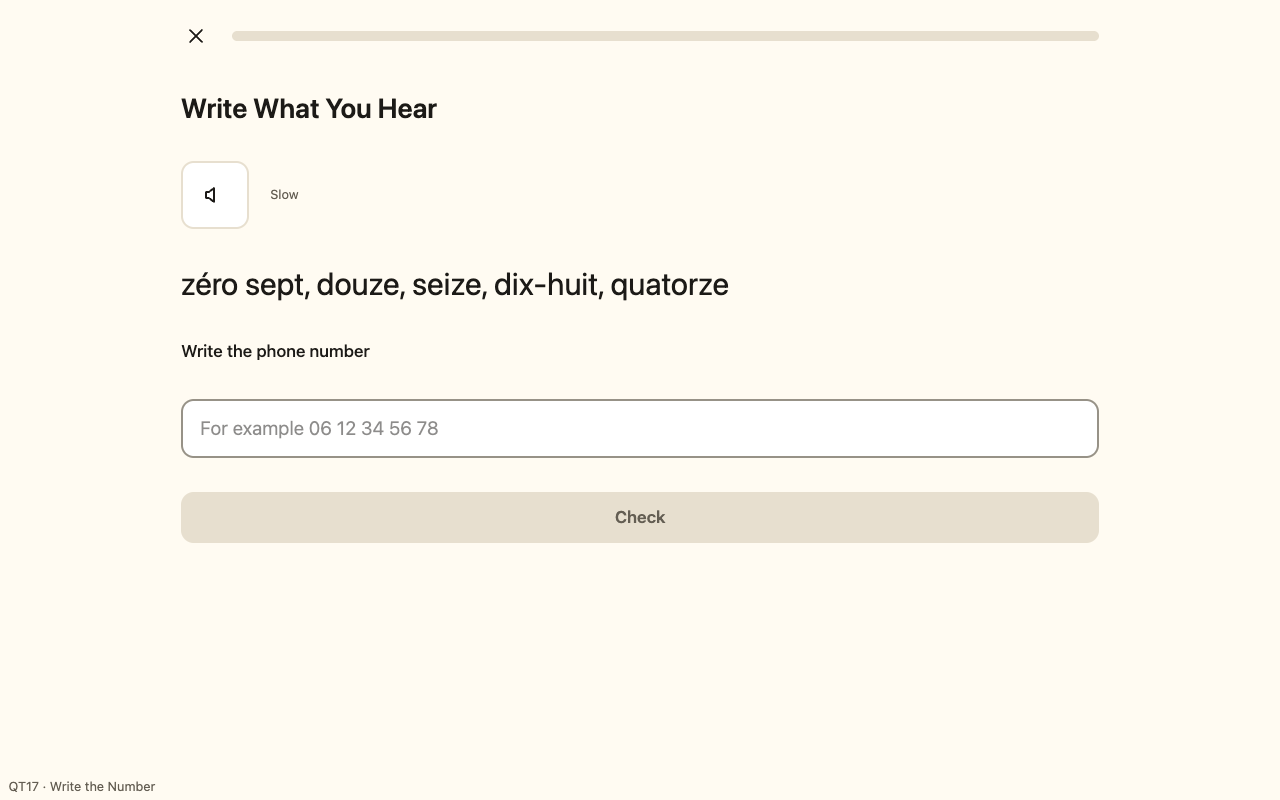 Write What You Hear
Slow
zéro sept, douze, seize, dix-huit, quatorze
Write the phone number
For example 06 12 34 56 78
Check
QT17 · Write the Number